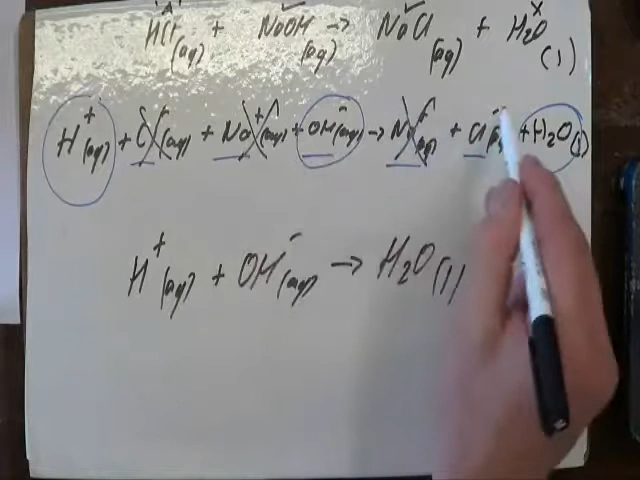 HCl (aq) + NaOH (aq) → NaCl (aq) + H₂O (l)
H⁺ (aq) + Cl⁻ (aq) + Na⁺ (aq) + OH⁻ (aq) → Na⁺ (aq) + Cl⁻ (aq) + H₂O (l)
H⁺ (aq) + OH⁻ (aq) → H₂O (l)